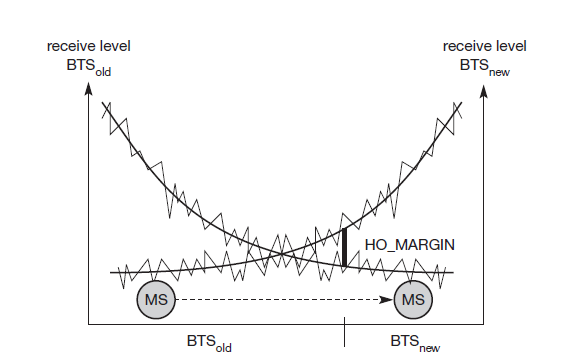 receive level
BTSold
receive level
BTSnew
HO_MARGIN
MS
MS
BTSold
BTSnew